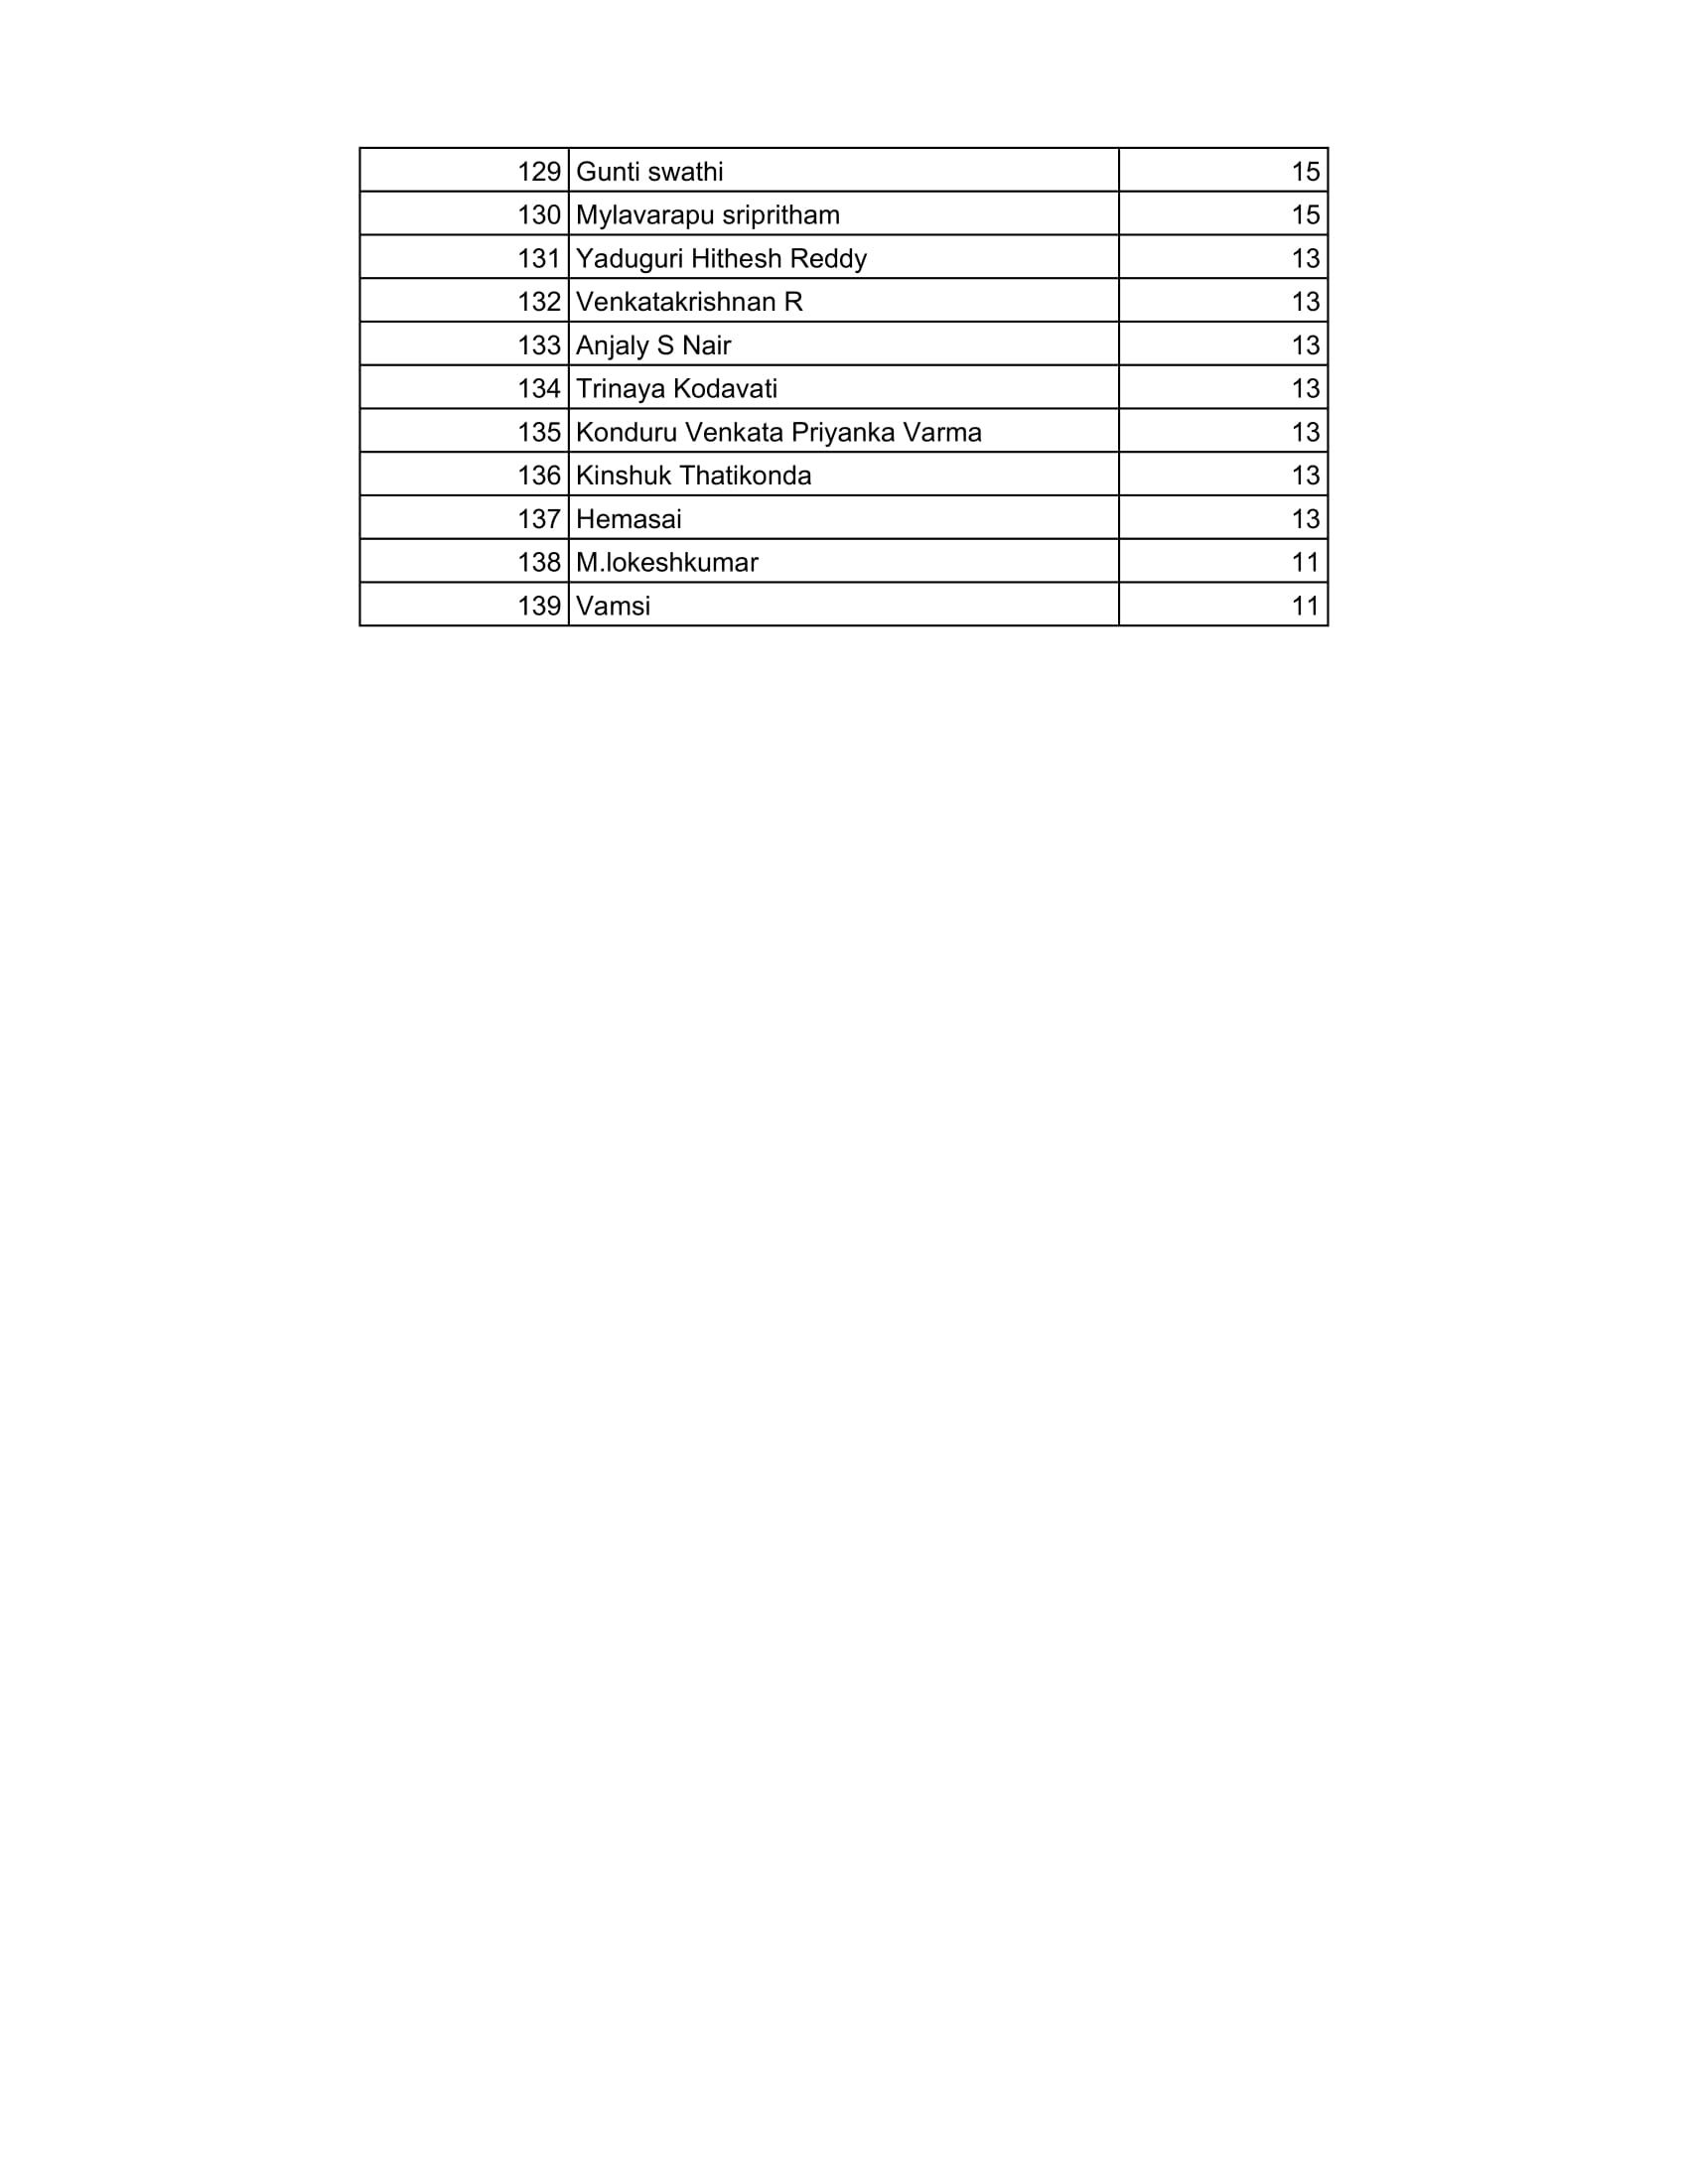 129 Gunti swathi 15
130 Mylavarapu sripritham 15
131 Yaduguri Hithesh Reddy 13
132 Venkatakrishnan R 13
133 Anjaly S Nair 13
134 Trinaya Kodavati 13
135 Konduru Venkata Priyanka Varma 13
136 Kinshuk Thatikonda 13
137 Hemasai 13
138 M.lokeshkumar 11
139 Vamsi 11